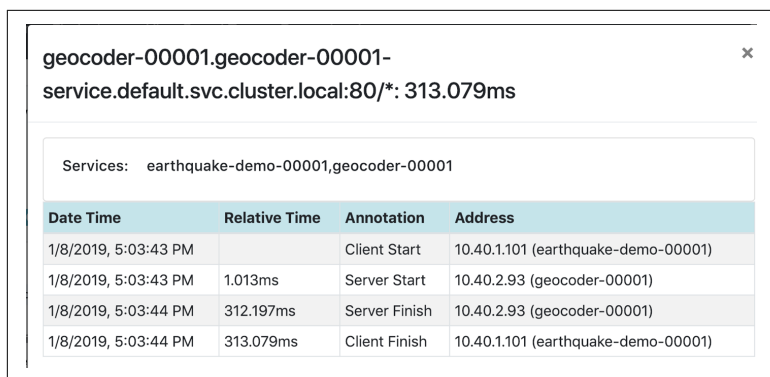 geocoder-00001.geocoder-00001-
service.default.svc.cluster.local:80/*: 313.079ms
×
Services: earthquake-demo-00001,geocoder-00001
Date Time Relative Time Annotation Address
1/8/2019, 5:03:43 PM Client Start 10.40.1.101 (earthquake-demo-00001)
1/8/2019, 5:03:43 PM 1.013ms Server Start 10.40.2.93 (geocoder-00001)
1/8/2019, 5:03:44 PM 312.197ms Server Finish 10.40.2.93 (geocoder-00001)
1/8/2019, 5:03:44 PM 313.079ms Client Finish 10.40.1.101 (earthquake-demo-00001)